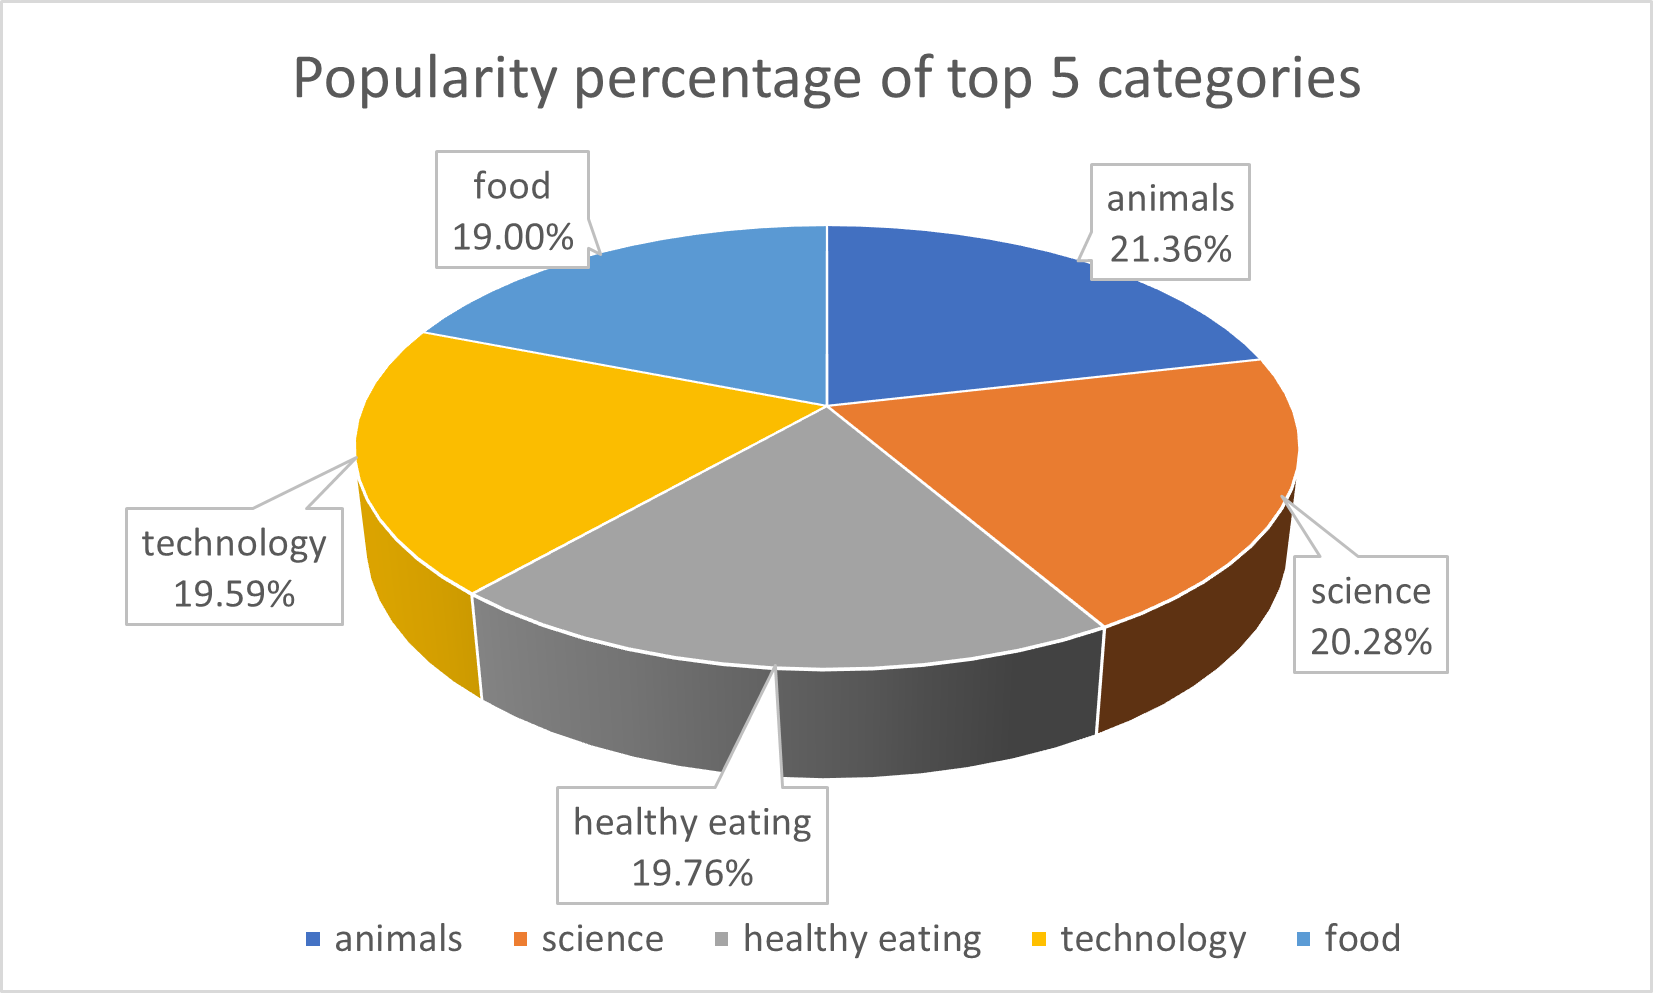 Popularity percentage of top 5 categories
food
19.00%
animals
21.36%
technology
19.59%
science
20.28%
healthy eating
19.76%
animals science healthy eating technology food